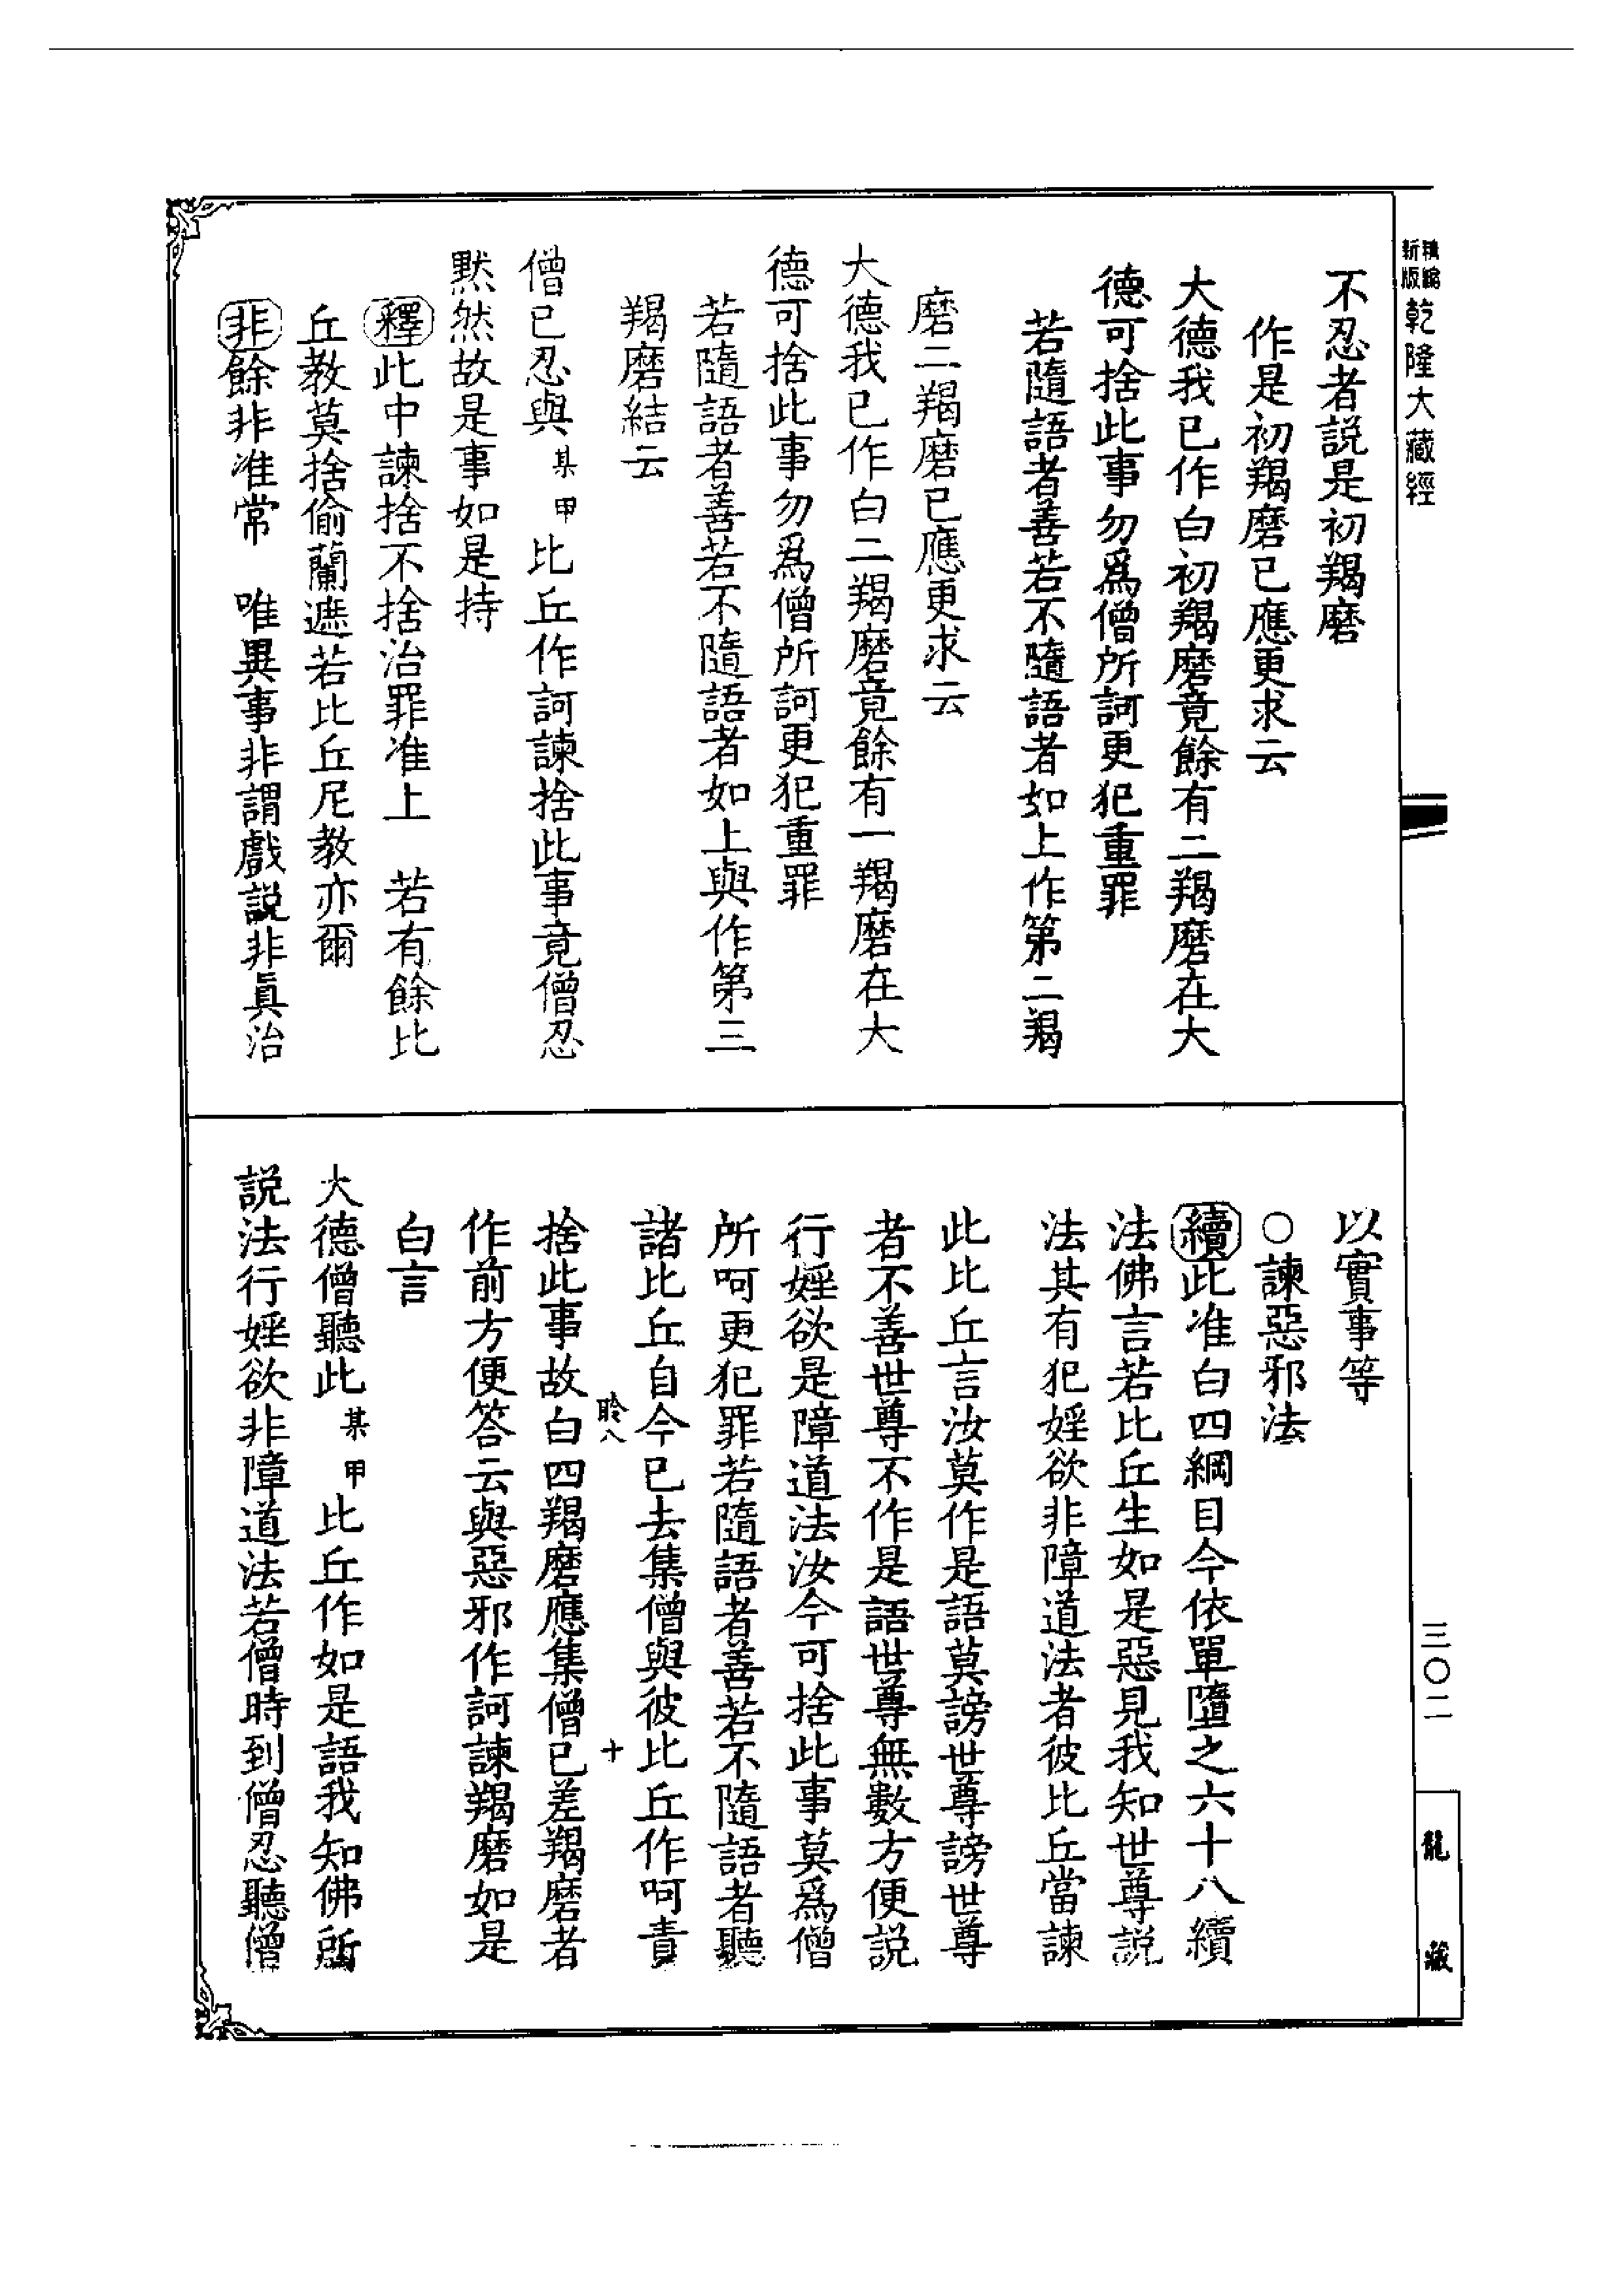 精編
新版
乾隆大藏經
不忍者說是初羯磨
作是初羯磨已應更求云
大德我已作白初羯磨竟餘有二羯磨在大
德可捨此事勿爲僧所訶更犯重罪
若隨語者善若不隨語者如上作第二羯
磨二羯磨已應更求云
大德我已作白二羯磨竟餘有一羯磨在大
德可捨此事勿爲僧所訶更犯重罪
若隨語者善若不隨語者如上與作第三
羯磨結云
僧已忍與某甲比丘作訶諫捨此事竟僧忍
默然故是事如是持
釋此中諫捨不捨治罪准上　若有餘比
丘教莫捨偷蘭遮若比丘尼教亦爾
非餘非准常　唯異事非謂戲說非眞治
以實事等
○諫惡邪法
續此准白四綱目今依單墮之六十八續
法佛言若比丘生如是惡見我知世尊說
法其有犯婬欲非障道法者彼比丘當諫
此比丘言汝莫作是語莫謗世尊謗世尊
者不善世尊不作是語世尊無數方便說
行婬欲是障道法汝今可捨此事莫爲僧
所呵更犯罪若隨語者善若不隨語者聽
諸比丘自今已去集僧與彼比丘作呵責
聆八　十
捨此事故白四羯磨應集僧已差羯磨者
作前方便答云與惡邪作訶諫羯磨如是
白言
大德僧聽此某甲比丘作如是語我知佛所
說法行婬欲非障道法若僧時到僧忍聽僧
三〇二
龍藏